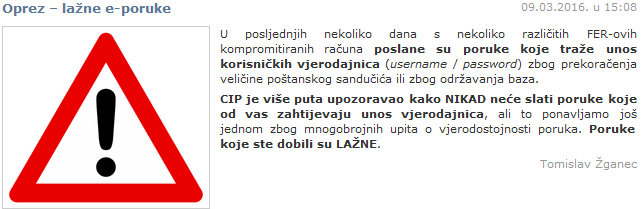 Oprez – lažne e-poruke
09.03.2016. u 15:08
U posljednjih nekoliko dana s nekoliko različitih FER-ovih
kompromitiranih računa poslane su poruke koje traže unos
korisničkih vjerodajnica (username / password) zbog prekoračenja
veličine poštanskog sandučića ili zbog održavanja baza.
CIP je više puta upozoravao kako NIKAD neće slati poruke koje
od vas zahtijevaju unos vjerodajnica, ali to ponavljamo još
jednom zbog mnogobrojnih upita o vjerodostojnosti poruka. Poruke
koje ste dobili su LAŽNE.
Tomislav Žganec